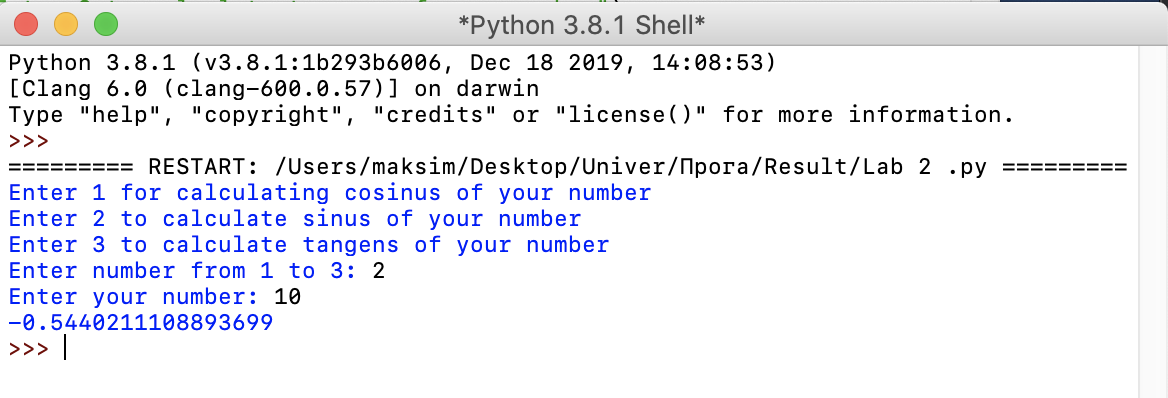 *Python 3.8.1 Shell*
Python 3.8.1 (v3.8.1:1b293b6006, Dec 18 2019, 14:08:53)
[Clang 6.0 (clang-600.0.57)] on darwin
Type "help", "copyright", "credits" or "license()" for more information.
>>>
========= RESTART: /Users/maksim/Desktop/Univer/Прога/Result/Lab 2 .py =========
Enter 1 for calculating cosinus of your number
Enter 2 to calculate sinus of your number
Enter 3 to calculate tangens of your number
Enter number from 1 to 3: 2
Enter your number: 10
-0.5440211108893699
>>>